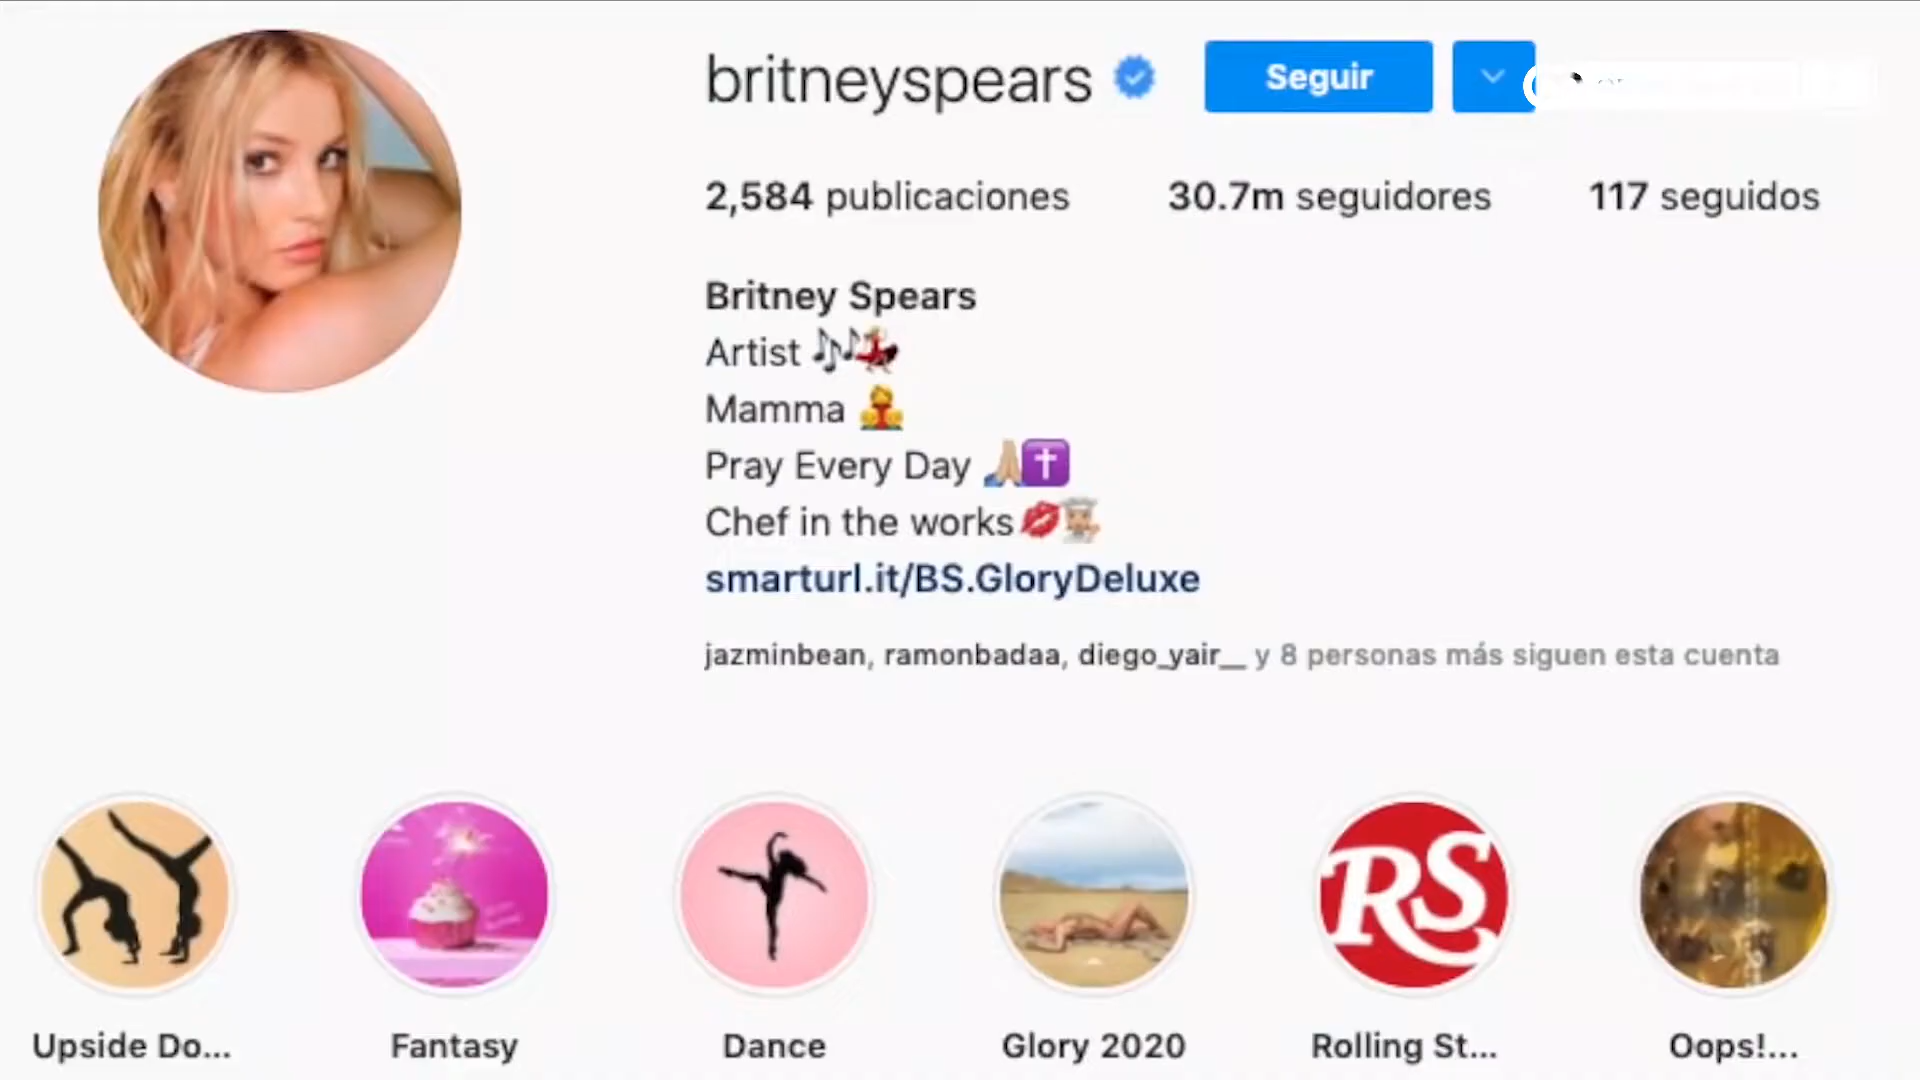 britneyspears
Seguir
2,584 publicaciones
30.7m seguidores
117 seguidos
Britney Spears
Artist 🎶💃
Mamma
Pray Every Day 🙏🏼✝️
Chef in the works💋👩🏼‍🍳
smarturl.it/BS.GloryDeluxe
jazminbean, ramonbadaa, diego_yair__ y 8 personas más siguen esta cuenta
RS
Upside Do...
Fantasy
Dance
Glory 2020
Rolling St...
Oops!...